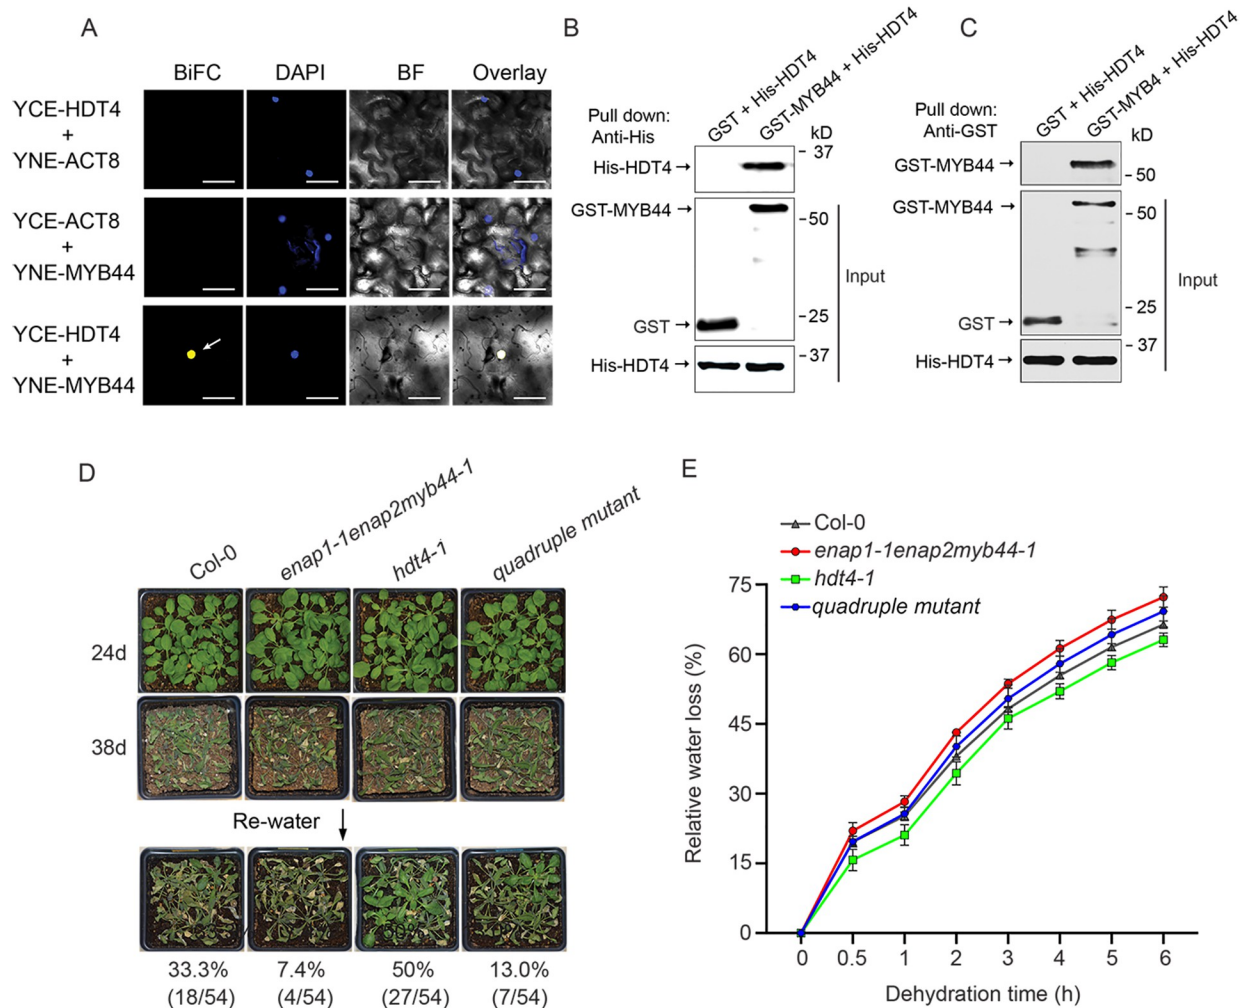 A
BiFC
DAPI
BF
Overlay
YCE-HDT4
+
YNE-ACT8
YCE-ACT8
+
YNE-MYB44
YCE-HDT4
+
YNE-MYB44
B
GST + His-HDT4
GST-MYB44 + His-HDT4
Pull down:
Anti-His
kD
37
His-HDT4
GST-MYB44
50
Input
25
GST
37
His-HDT4
C
GST + His-HDT4
GST-MYB4 + His-HDT4
Pull down:
Anti-GST
kD
GST-MYB44
50
GST-MYB44
50
Input
25
GST
37
His-HDT4
D
Col-0
enap1-1enap2myb44-1
hdt4-1
quadruple mutant
24d
38d
Re-water
33.3%
7.4%
50%
13.0%
(18/54)
(4/54)
(27/54)
(7/54)
E
Col-0
enap1-1enap2myb44-1
hdt4-1
quadruple mutant
Relative water loss (%)
75
60
45
30
15
0
0
0.5
1
2
3
4
5
6
Dehydration time (h)